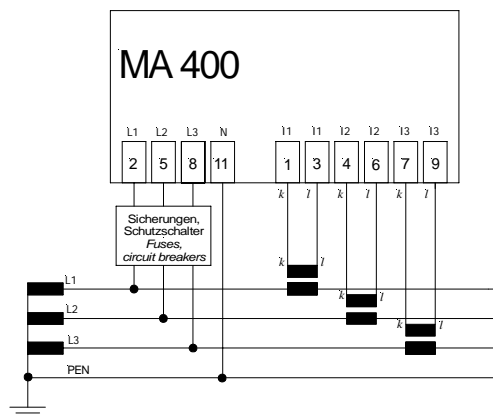 MA 400
L1 L2 L3 N I1 I1 I2 I2 I3 I3
2 5 8 11 1 3 4 6 7 9
k l k l k l
Sicherungen,
Schutzschalter
Fuses,
circuit breakers
k l
L1
k l
L2
k l
L3
PEN